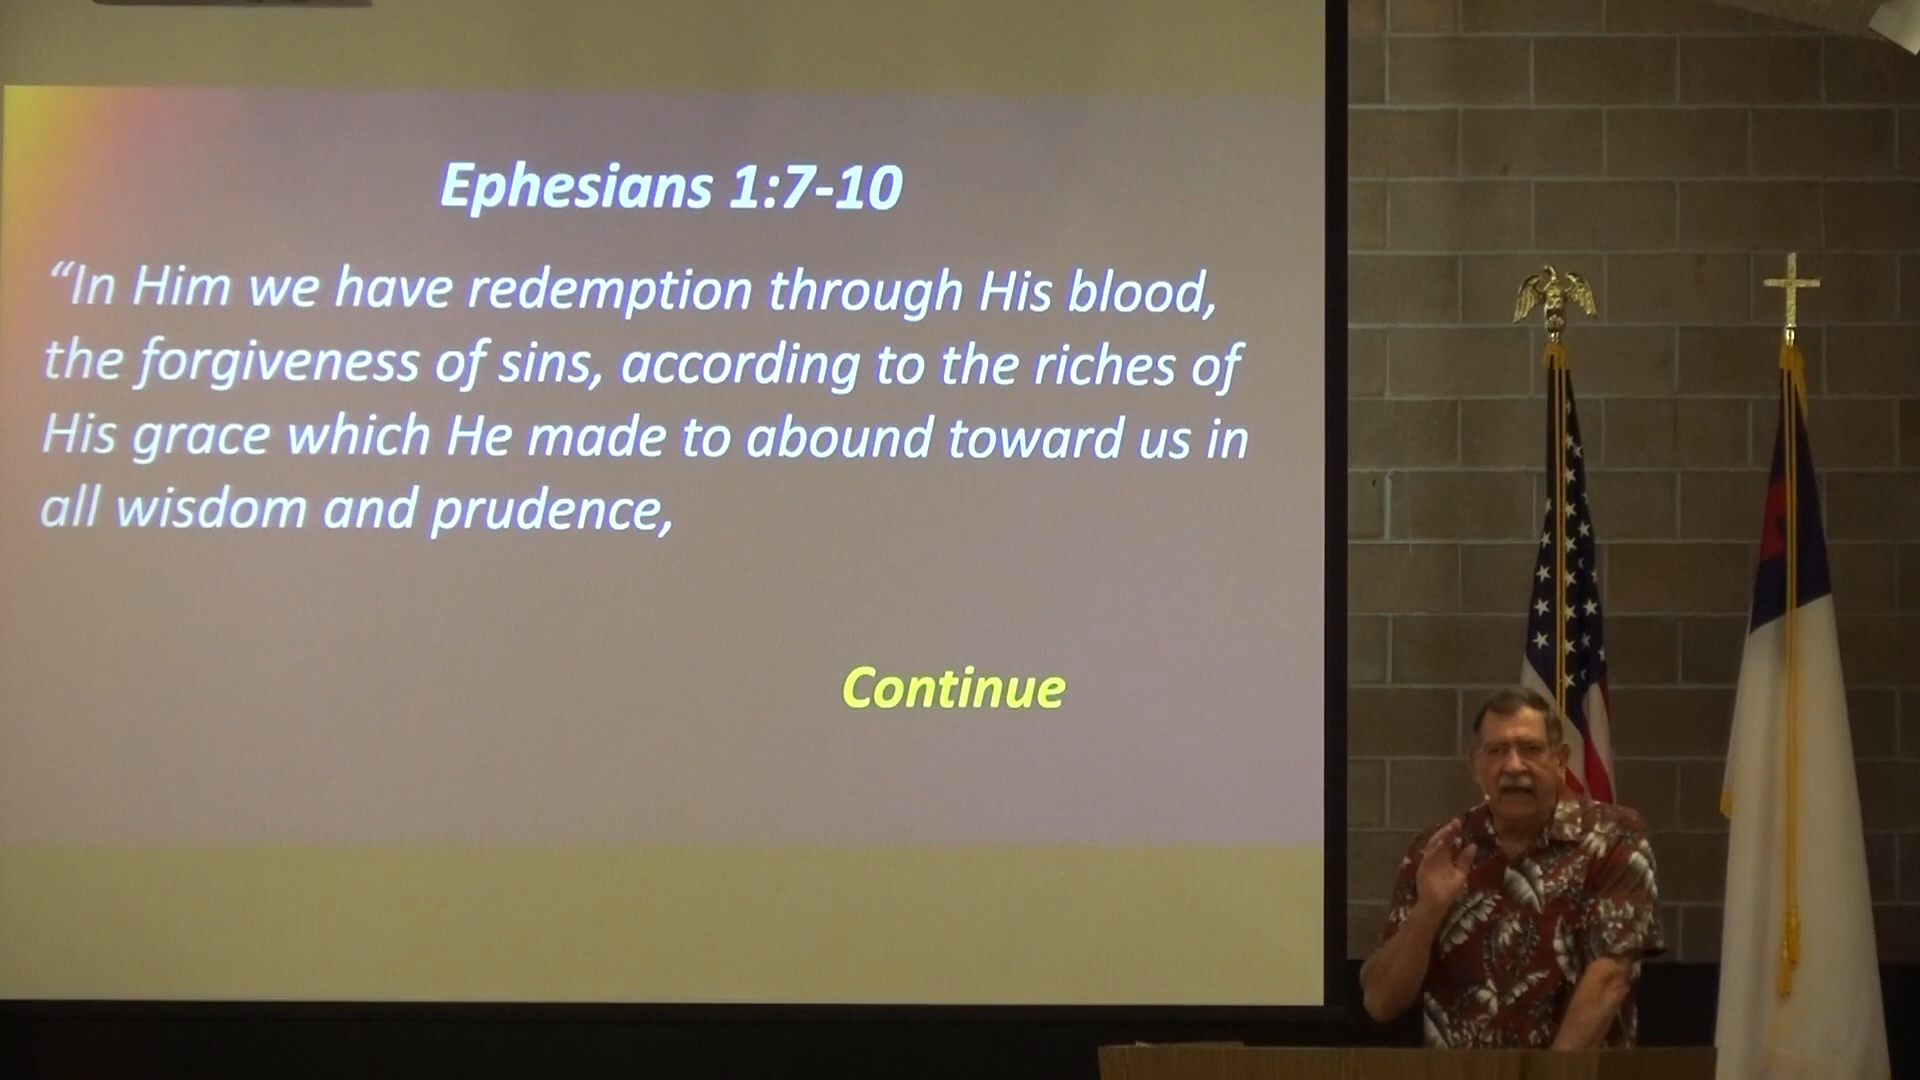 Ephesians 1:7-10
“In Him we have redemption through His blood,
the forgiveness of sins, according to the riches of
His grace which He made to abound toward us in
all wisdom and prudence,
Continue